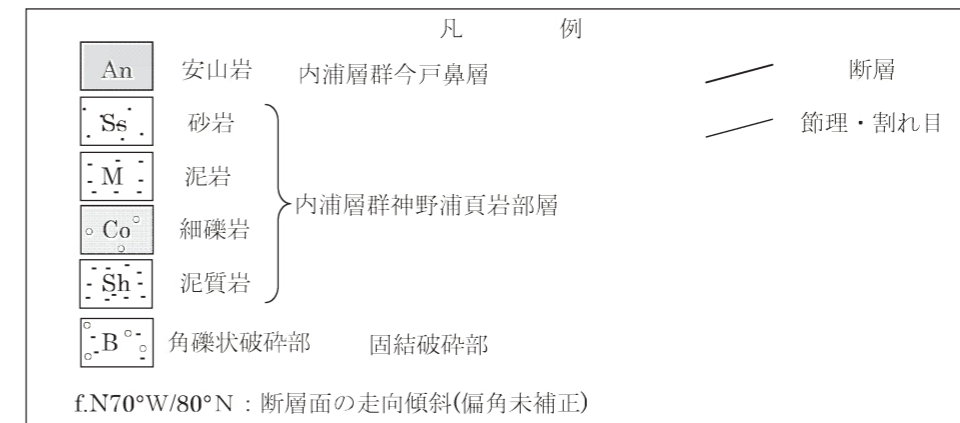 凡 例
An 安山岩 内浦層群今戸鼻層 断層
Ss 砂岩 節理・割れ目
M 泥岩
内浦層群神野浦頁岩部層
Co 細礫岩
Sh 泥質岩
B 角礫状破砕部 固結破砕部
f.N70°W/80°N：断層面の走向傾斜(偏角未補正)